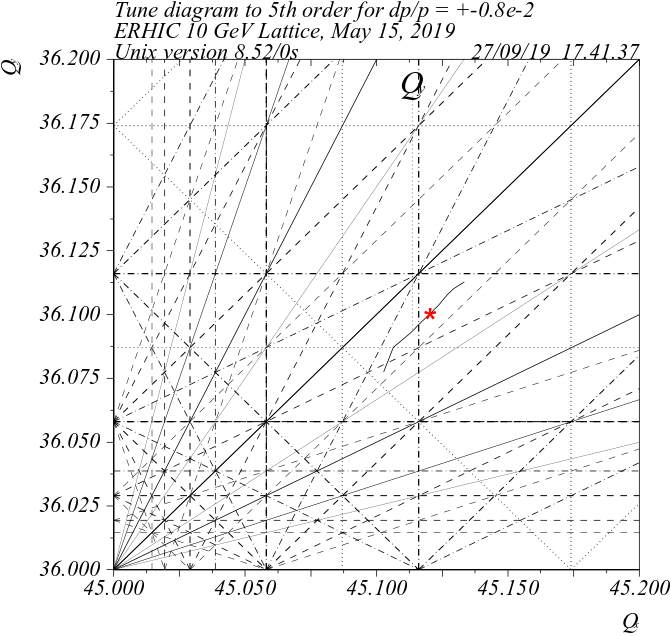 Tune diagram to 5th order for dp/p = +-0.8e-2
ERHIC 10 GeV Lattice, May 15, 2019
Unix version 8.52/0s 27/09/19 17.41.37
Q
36.200
Qy
36.175
36.150
36.125
36.100
*
36.075
36.050
36.025
36.000
45.000 45.050 45.100 45.150 45.200
Qx